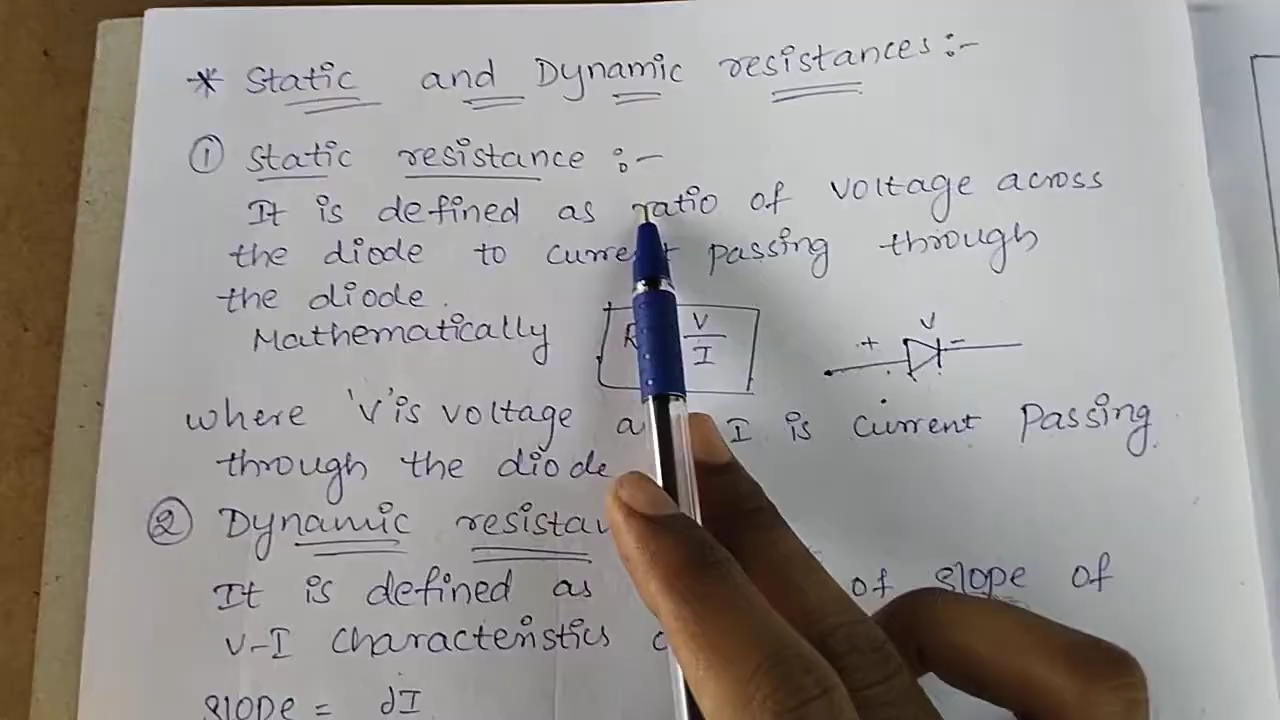 * Static and Dynamic resistances:-
① Static resistance :-
It is defined as ratio of voltage across
the diode to current passing through
the diode.
Mathematically R V/I
+ V -
where 'V' is voltage I is current passing
through the diode
② Dynamic
It is defined as of slope of
V-I characteristics
slope = dI